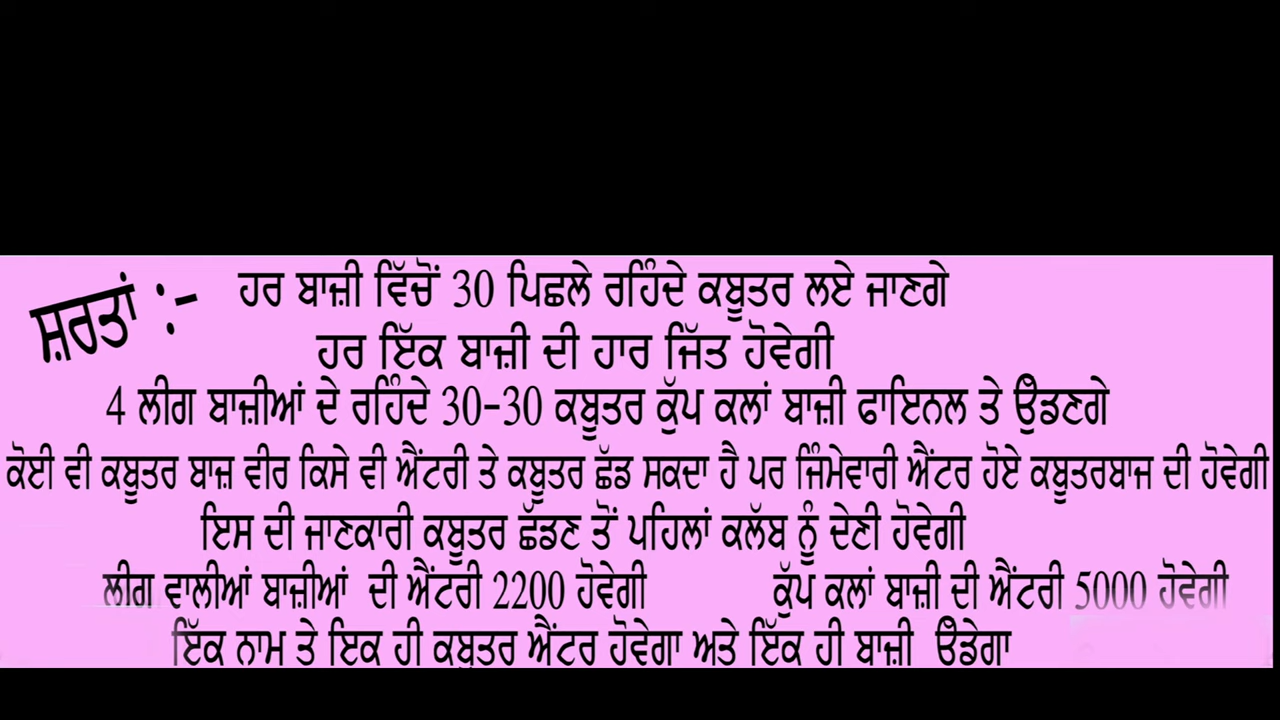 ਸ਼ਰਤਾਂ :- ਹਰ ਬਾਜ਼ੀ ਵਿੱਚੋਂ 30 ਪਿਛਲੇ ਰਹਿੰਦੇ ਕਬੂਤਰ ਲਏ ਜਾਣਗੇ
ਹਰ ਇੱਕ ਬਾਜ਼ੀ ਦੀ ਹਾਰ ਜਿੱਤ ਹੋਵੇਗੀ
4 ਲੀਗ ਬਾਜ਼ੀਆਂ ਦੇ ਰਹਿੰਦੇ 30-30 ਕਬੂਤਰ ਕੁੱਪ ਕਲਾਂ ਬਾਜ਼ੀ ਫਾਇਨਲ ਤੇ ਉੱਡਣਗੇ
ਕੋਈ ਵੀ ਕਬੂਤਰ ਬਾਜ਼ ਵੀਰ ਕਿਸੇ ਵੀ ਐਂਟਰੀ ਤੇ ਕਬੂਤਰ ਛੱਡ ਸਕਦਾ ਹੈ ਪਰ ਜਿੰਮੇਵਾਰੀ ਐਂਟਰ ਹੋਏ ਕਬੂਤਰਬਾਜ ਦੀ ਹੋਵੇਗੀ
ਇਸ ਦੀ ਜਾਣਕਾਰੀ ਕਬੂਤਰ ਛੱਡਣ ਤੋਂ ਪਹਿਲਾਂ ਕਲੱਬ ਨੂੰ ਦੇਣੀ ਹੋਵੇਗੀ
ਲੀਗ ਵਾਲੀਆਂ ਬਾਜ਼ੀਆਂ ਦੀ ਐਂਟਰੀ 2200 ਹੋਵੇਗੀ ਕੁੱਪ ਕਲਾਂ ਬਾਜ਼ੀ ਦੀ ਐਂਟਰੀ 5000 ਹੋਵੇਗੀ
ਇੱਕ ਨਾਮ ਤੇ ਇਕ ਹੀ ਕਬੂਤਰ ਐਂਟਰ ਹੋਵੇਗਾ ਅਤੇ ਇੱਕ ਹੀ ਬਾਜ਼ੀ ਓੁੱਡੇਗਾ